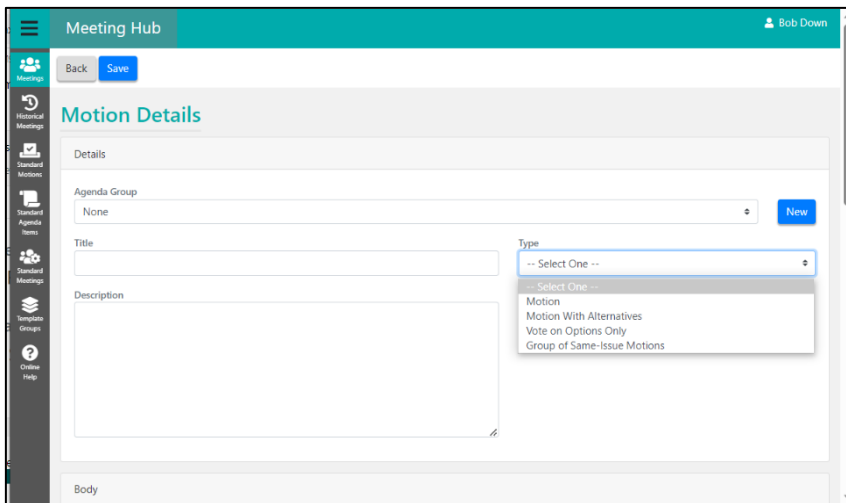 Meeting Hub
Bob Down
Meetings
Back
Save
Historical
Meetings
Motion Details
Standard
Motions
Details
Standard
Agenda
Items
Agenda Group
None
New
Title
Type
-- Select One --
Standard
Meetings
Description
-- Select One --
Motion
Motion With Alternatives
Vote on Options Only
Group of Same-Issue Motions
Template
Groups
Online
Help
Body